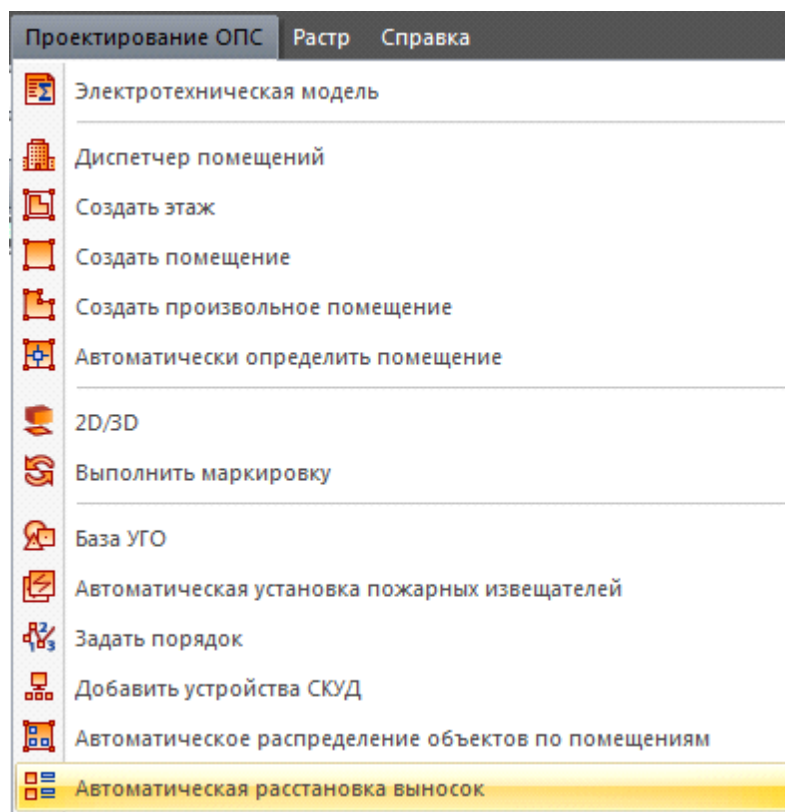 Проектирование ОПС Растр Справка
Электротехническая модель
Диспетчер помещений
Создать этаж
Создать помещение
Создать произвольное помещение
Автоматически определить помещение
2D/3D
Выполнить маркировку
База УГО
Автоматическая установка пожарных извещателей
Задать порядок
Добавить устройства СКУД
Автоматическое распределение объектов по помещениям
Автоматическая расстановка выносок